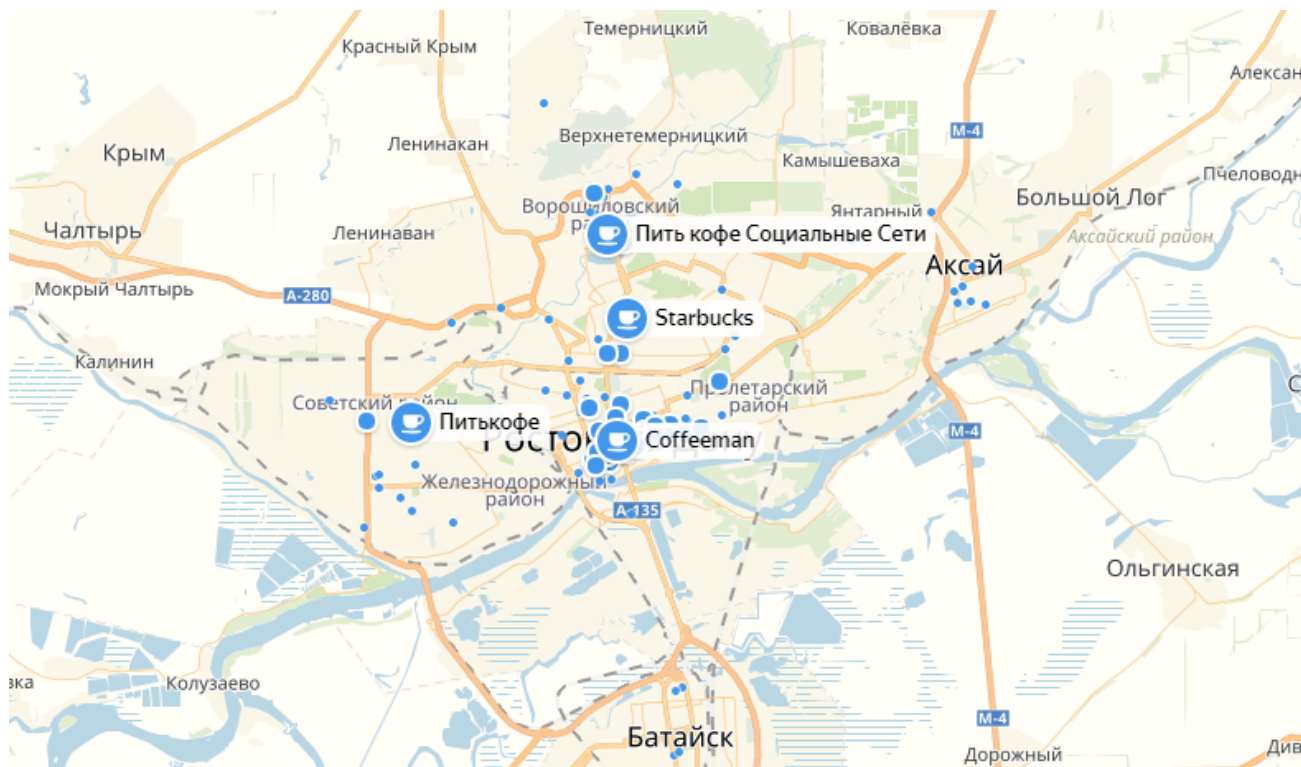 Темерницкий
Ковалёвка
Красный Крым
Алексан
М-4
Верхнетемерницкий
Ленинакан
Крым
Камышеваха
Пчеловодн
Большой Лог
Ворошиловский
Янтарный
Чалтырь
Ленинаван
Пить кофе Социальные Сети
Аксайский район
Аксай
Мокрый Чалтырь
А-280
Starbucks
Калинин
Пролетарский
район
Советский район
Питькофе
Coffeeman
М-4
Железнодорожный
район
А-135
Ольгинская
Колузаево
М-4
Батайск
Дорожный
Див